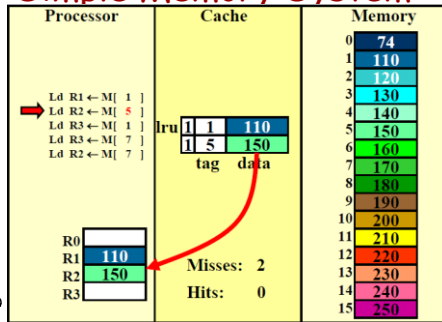 Simple Memory System
Processor
Ld R1 ← M[ 1 ]
Ld R2 ← M[ 5 ]
Ld R3 ← M[ 1 ]
Ld R3 ← M[ 7 ]
Ld R2 ← M[ 7 ]
R0
R1 110
R2 150
R3
Cache
lru 1 1 110
1 5 150
tag data
Misses: 2
Hits: 0
Memory
0 74
1 110
2 120
3 130
4 140
5 150
6 160
7 170
8 180
9 190
10 200
11 210
12 220
13 230
14 240
15 250